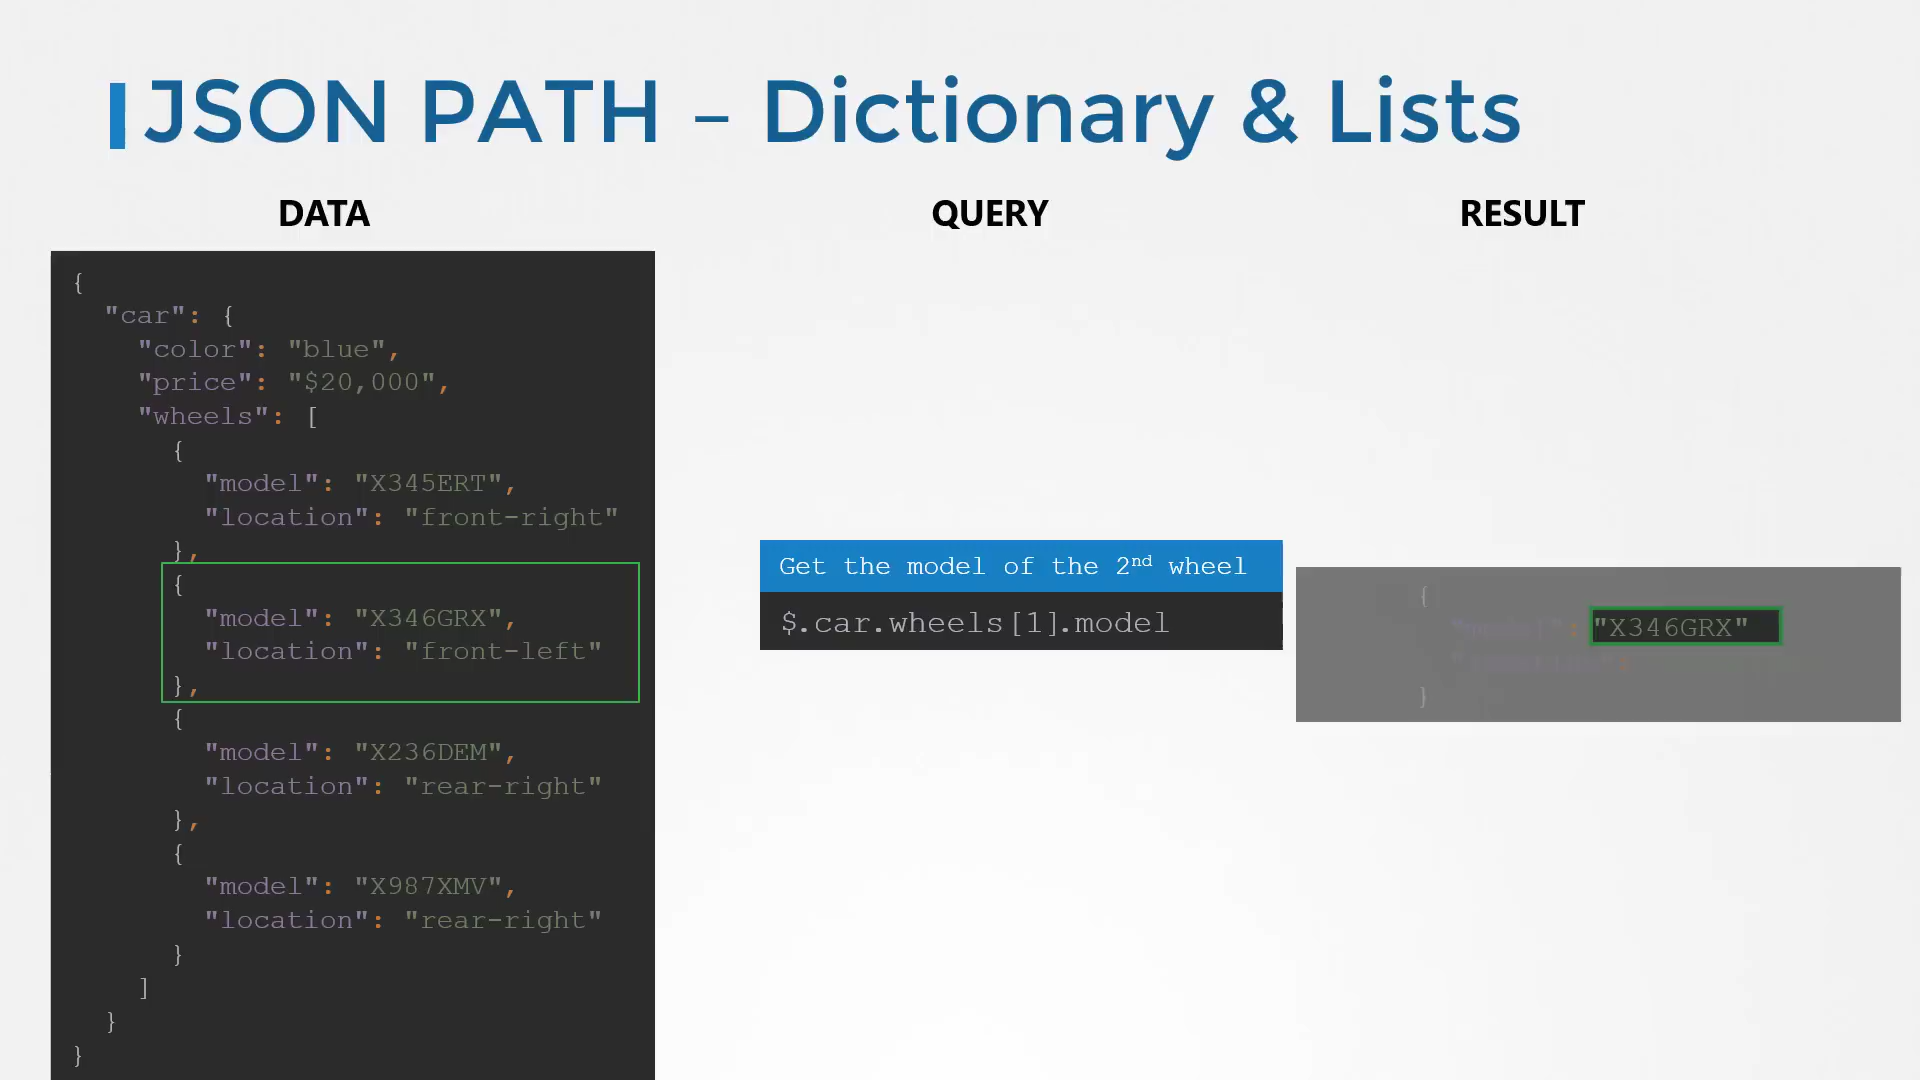 JSON PATH – Dictionary & Lists
DATA
QUERY
RESULT
{
"car": {
"color": "blue",
"price": "$20,000",
"wheels": [
{
"model": "X345ERT",
"location": "front-right"
},
{
"model": "X346GRX",
"location": "front-left"
},
{
"model": "X236DEM",
"location": "rear-right"
},
{
"model": "X987XMV",
"location": "rear-right"
}
]
}
}
Get the model of the 2nd wheel
$.car.wheels[1].model
{
"X346GRX"
}